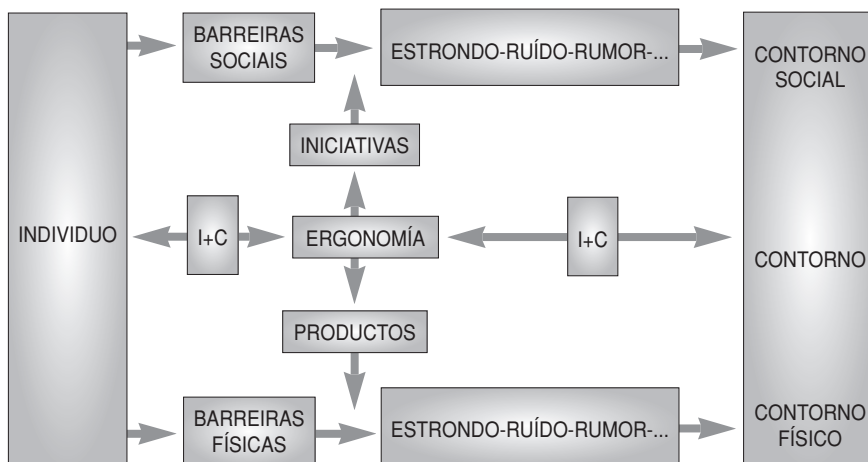 BARREIRAS
SOCIAIS
ESTRONDO-RUÍDO-RUMOR-...
CONTORNO
SOCIAL
INICIATIVAS
INDIVIDUO
I+C
ERGONOMÍA
I+C
CONTORNO
PRODUCTOS
BARREIRAS
FÍSICAS
ESTRONDO-RUÍDO-RUMOR-...
CONTORNO
FÍSICO